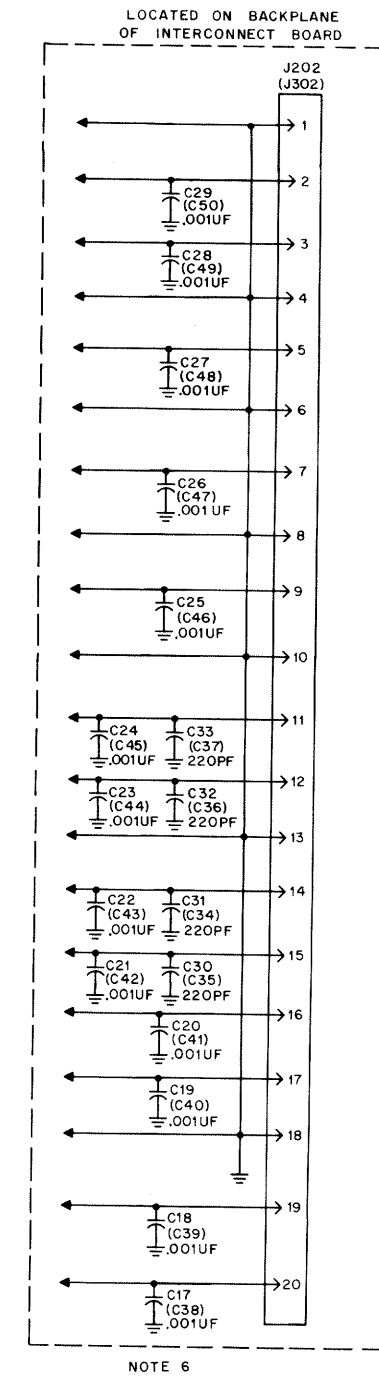 LOCATED ON BACKPLANE
OF INTERCONNECT BOARD
J202
(J302)
1
2
C29
(C50)
.001UF
3
C28
(C49)
.001UF
4
5
C27
(C48)
.001UF
6
7
C26
(C47)
.001UF
8
9
C25
(C46)
.001UF
10
11
C24
(C45)
.001UF
C33
(C37)
220PF
12
C23
(C44)
.001UF
C32
(C36)
220PF
13
14
C22
(C43)
.001UF
C31
(C34)
220PF
15
C21
(C42)
.001UF
C30
(C35)
220PF
16
C20
(C41)
.001UF
17
C19
(C40)
.001UF
18
19
C18
(C39)
.001UF
20
C17
(C38)
.001UF
NOTE 6